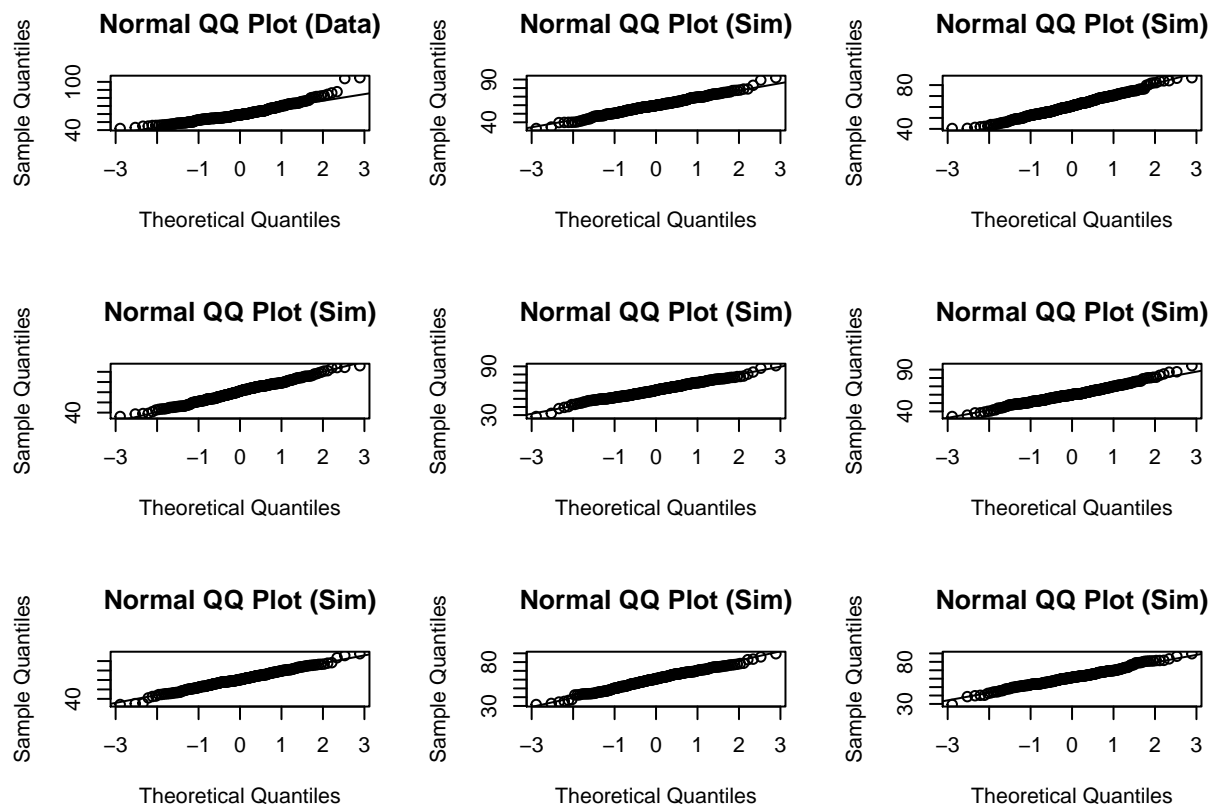 Normal QQ Plot (Data)
Sample Quantiles
40 100
−3 −1 0 1 2 3
Theoretical Quantiles
Normal QQ Plot (Sim)
Sample Quantiles
40 90
−3 −1 0 1 2 3
Theoretical Quantiles
Normal QQ Plot (Sim)
Sample Quantiles
40 80
−3 −1 0 1 2 3
Theoretical Quantiles
Normal QQ Plot (Sim)
Sample Quantiles
40
−3 −1 0 1 2 3
Theoretical Quantiles
Normal QQ Plot (Sim)
Sample Quantiles
30 90
−3 −1 0 1 2 3
Theoretical Quantiles
Normal QQ Plot (Sim)
Sample Quantiles
40 90
−3 −1 0 1 2 3
Theoretical Quantiles
Normal QQ Plot (Sim)
Sample Quantiles
40
−3 −1 0 1 2 3
Theoretical Quantiles
Normal QQ Plot (Sim)
Sample Quantiles
30 80
−3 −1 0 1 2 3
Theoretical Quantiles
Normal QQ Plot (Sim)
Sample Quantiles
30 80
−3 −1 0 1 2 3
Theoretical Quantiles